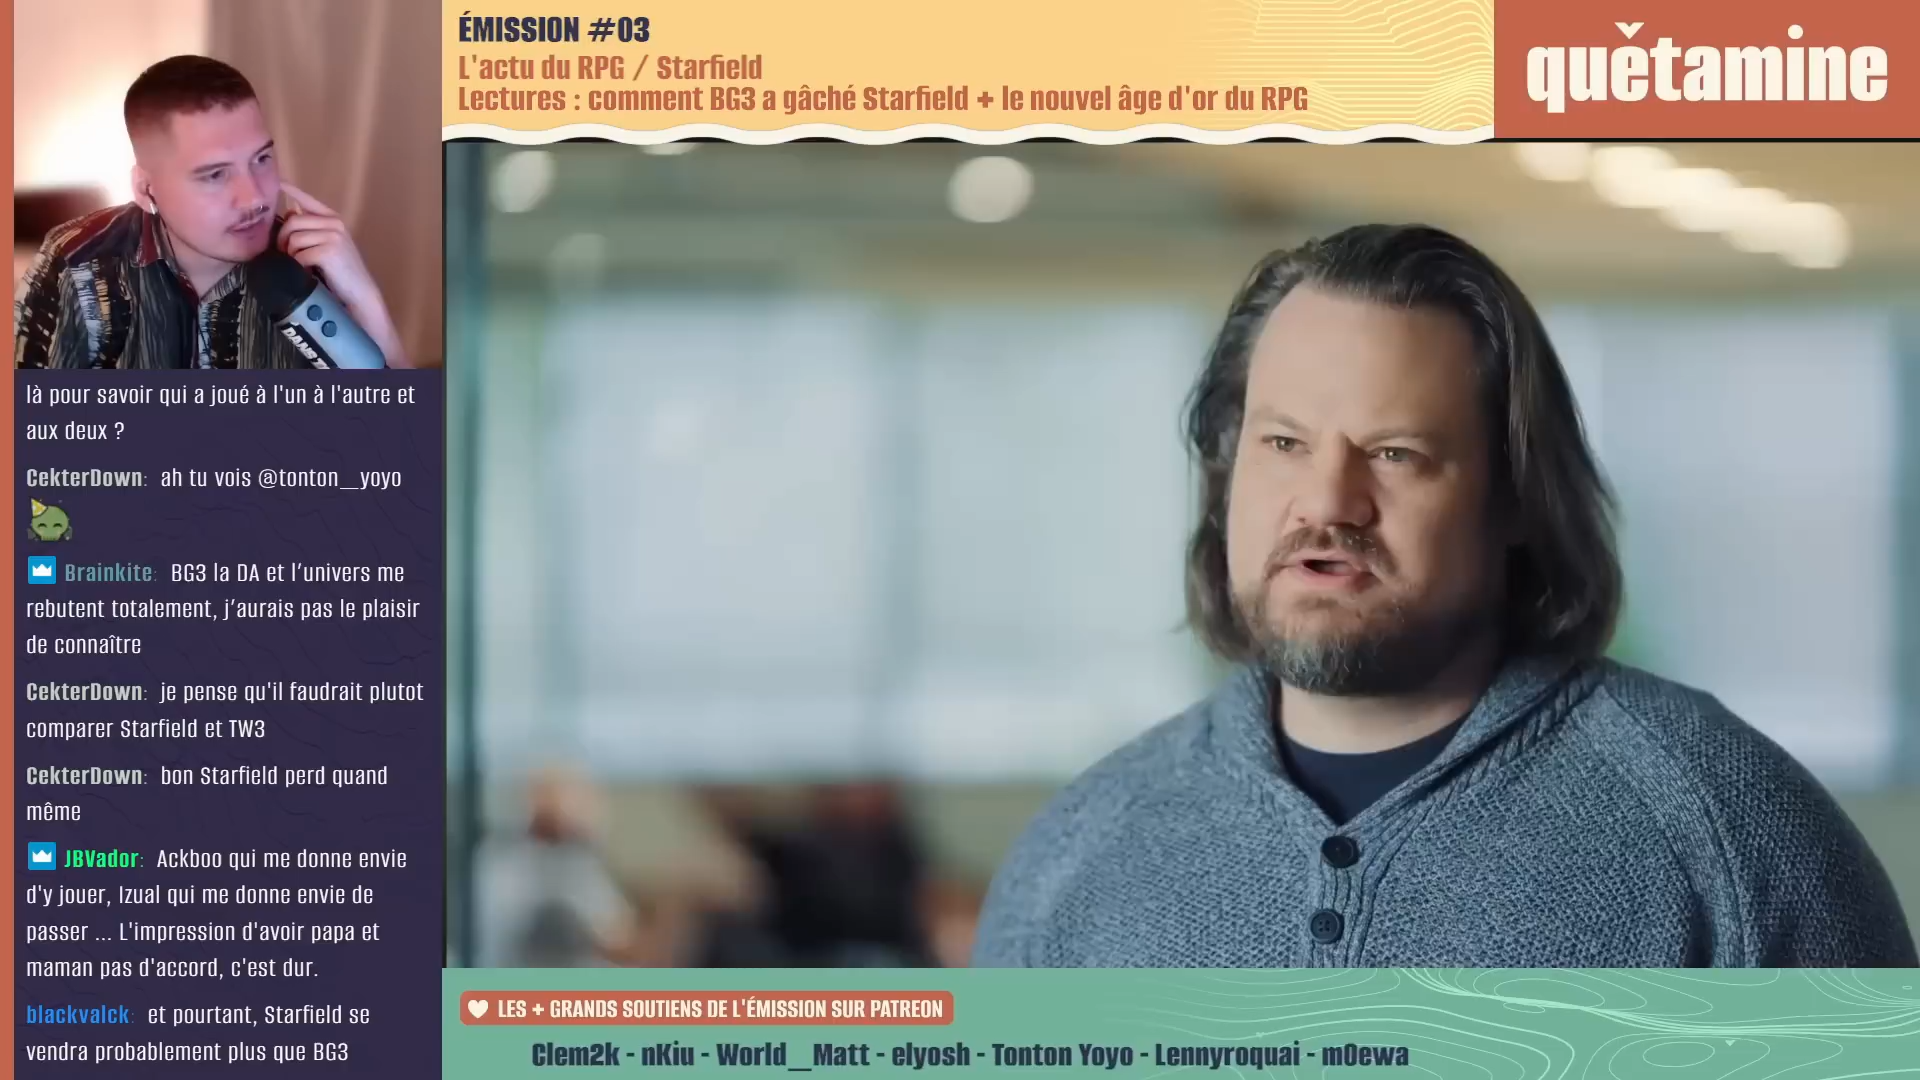 ÉMISSION #03
L'actu du RPG / Starfield
Lectures : comment BG3 a gâché Starfield + le nouvel âge d'or du RPG
quêtamine
là pour savoir qui a joué à l'un à l'autre et
aux deux ?
CekterDown: ah tu vois @tonton__yoyo
Brainkite: BG3 la DA et l’univers me
rebutent totalement, j’aurais pas le plaisir
de connaître
CekterDown: je pense qu'il faudrait plutot
comparer Starfield et TW3
CekterDown: bon Starfield perd quand
même
JBVador: Ackboo qui me donne envie
d'y jouer, Izual qui me donne envie de
passer ... L'impression d'avoir papa et
maman pas d'accord, c'est dur.
blackvalck: et pourtant, Starfield se
vendra probablement plus que BG3
LES + GRANDS SOUTIENS DE L'ÉMISSION SUR PATREON
Clem2k - nKiu - World__Matt - elyosh - Tonton Yoyo - Lennyroquai - m0ewa